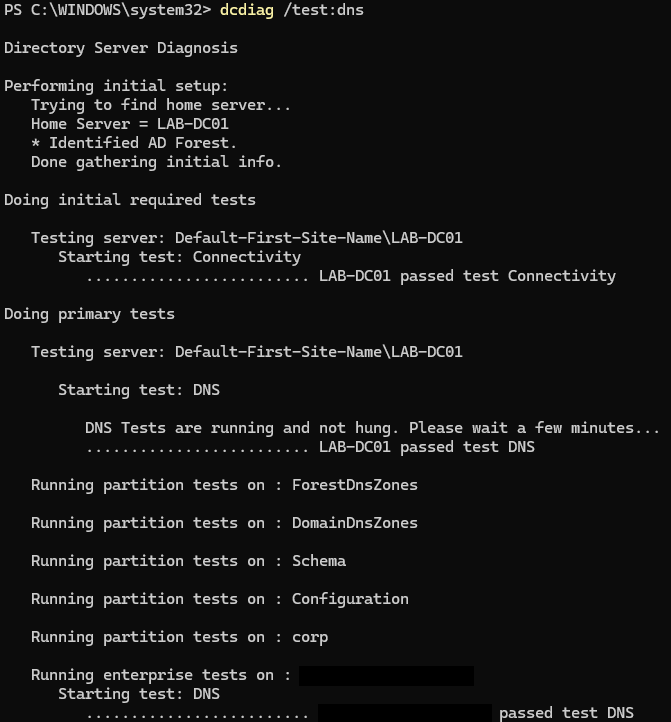 PS C:\WINDOWS\system32> dcdiag /test:dns
Directory Server Diagnosis
Performing initial setup:
Trying to find home server...
Home Server = LAB-DC01
* Identified AD Forest.
Done gathering initial info.
Doing initial required tests
Testing server: Default-First-Site-Name\LAB-DC01
Starting test: Connectivity
......................... LAB-DC01 passed test Connectivity
Doing primary tests
Testing server: Default-First-Site-Name\LAB-DC01
Starting test: DNS
DNS Tests are running and not hung. Please wait a few minutes...
......................... LAB-DC01 passed test DNS
Running partition tests on : ForestDnsZones
Running partition tests on : DomainDnsZones
Running partition tests on : Schema
Running partition tests on : Configuration
Running partition tests on : corp
Running enterprise tests on :
Starting test: DNS
......................... passed test DNS